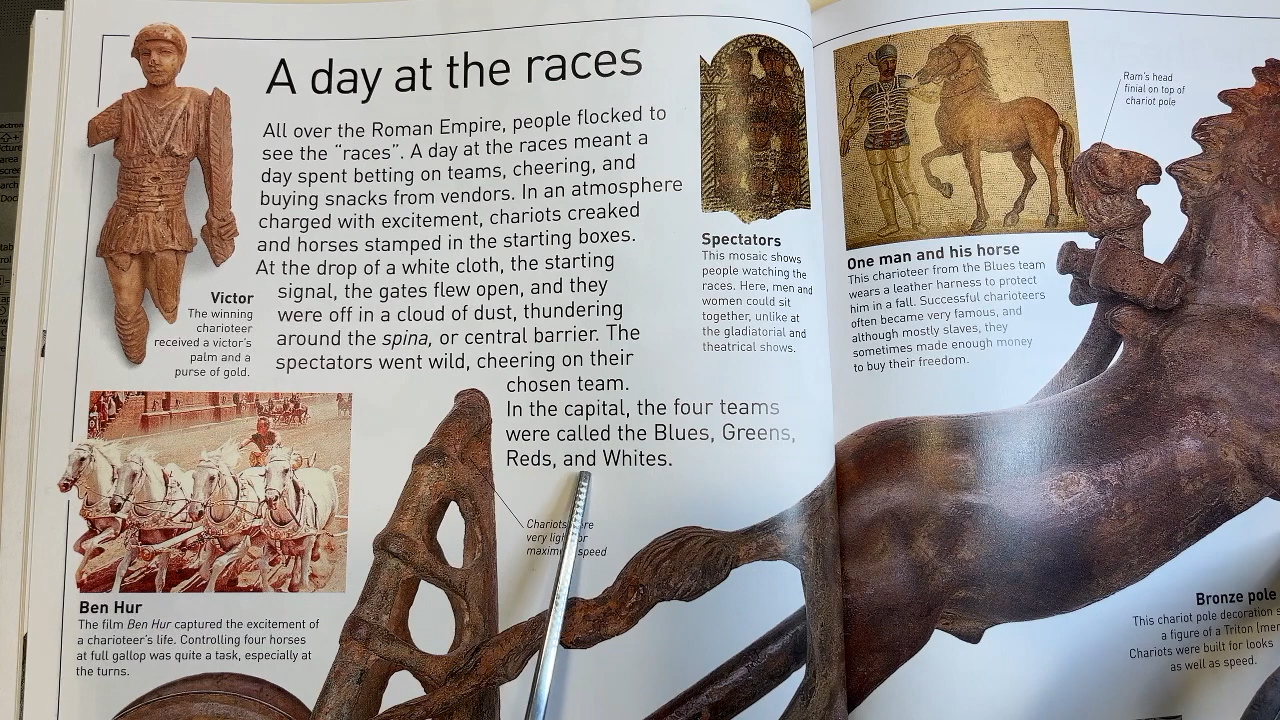 A day at the races
All over the Roman Empire, people flocked to
see the “races”. A day at the races meant a
day spent betting on teams, cheering, and
buying snacks from vendors. In an atmosphere
charged with excitement, chariots creaked
and horses stamped in the starting boxes.
At the drop of a white cloth, the starting
signal, the gates flew open, and they
were off in a cloud of dust, thundering
around the spina, or central barrier. The
spectators went wild, cheering on their
chosen team.
In the capital, the four teams
were called the Blues, Greens,
Reds, and Whites.
Victor
The winning
charioteer
received a victor’s
palm and a
purse of gold.
Ben Hur
The film Ben Hur captured the excitement of
a charioteer’s life. Controlling four horses
at full gallop was quite a task, especially at
the turns.
Chariots
very
speed
Spectators
This mosaic shows
people watching the
races. Here, men and
women could sit
together, unlike at
the gladiatorial and
theatrical shows.
One man and his horse
This charioteer from the Blues team
wears a leather harness to protect
him in a fall. Successful charioteers
often became very famous, and
although mostly slaves, they
sometimes made enough money
to buy their freedom.
Ram’s head
finial on top of
chariot pole
Bronze pole
This chariot pole decoration
a figure of a Triton
Chariots were built for looks
as well as speed.